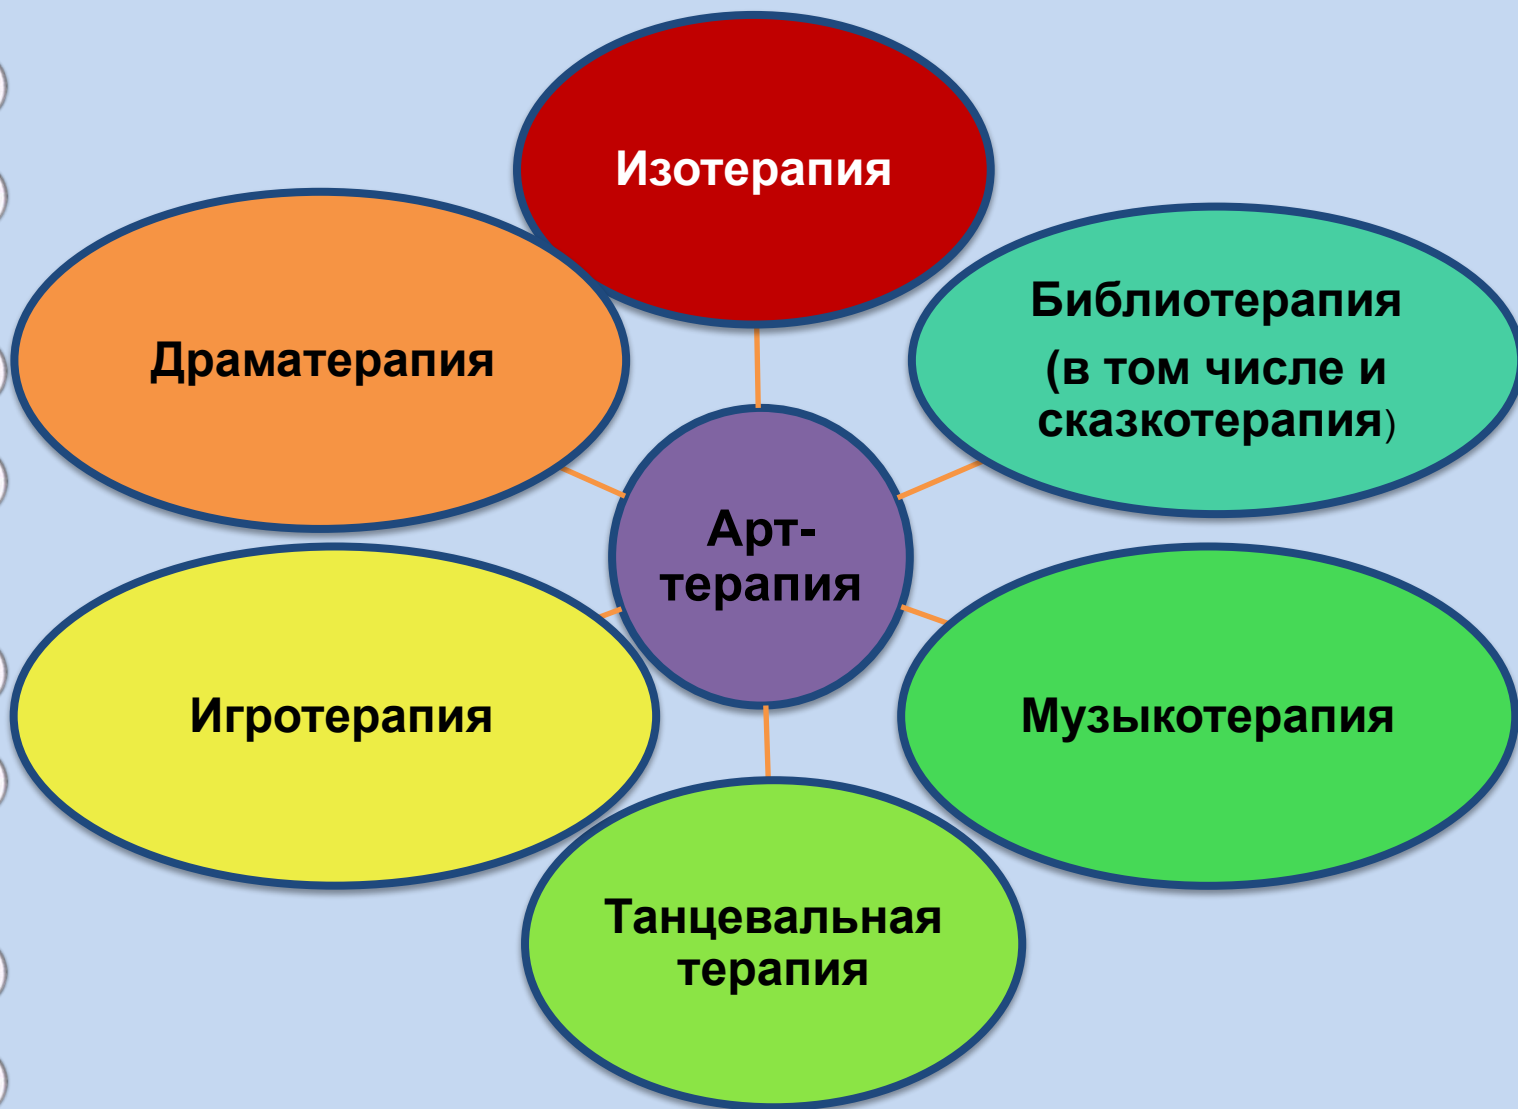 Изотерапия
Драматерапия
Библиотерапия
(в том числе и
сказкотерапия)
Арт-
терапия
Игротерапия
Музыкотерапия
Танцевальная
терапия